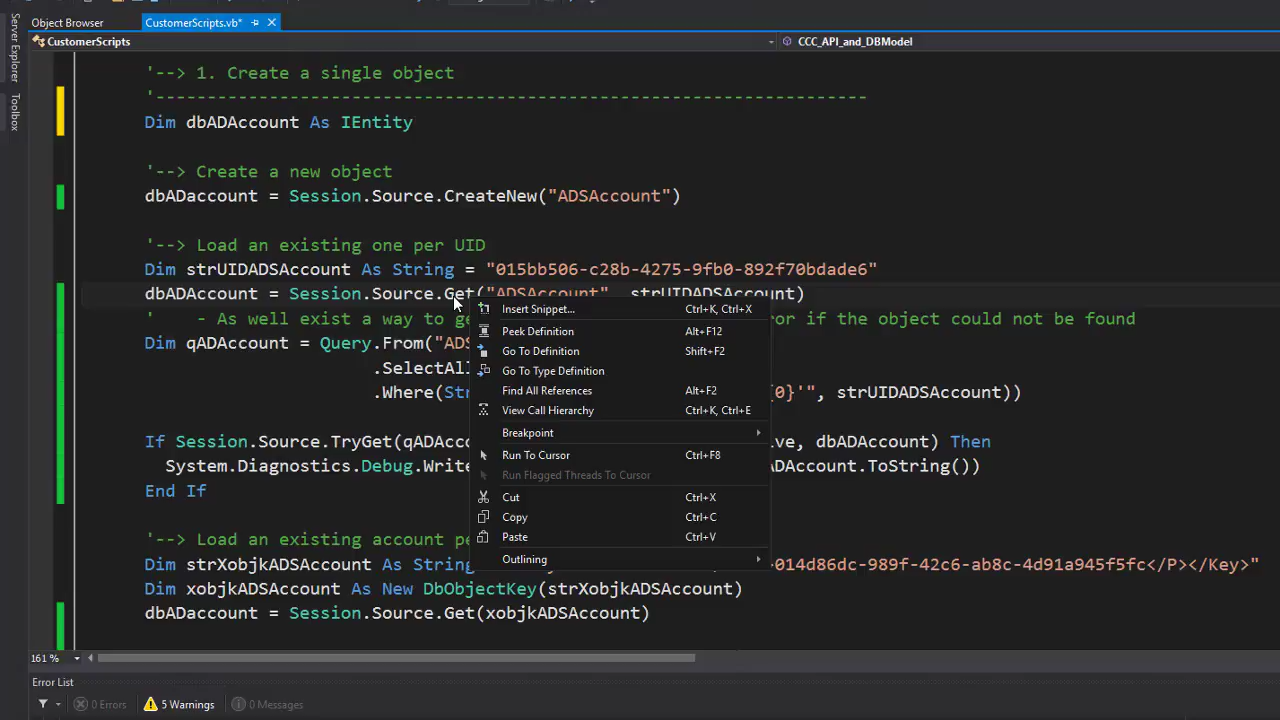 Object Browser
CustomerScripts.vb*
CustomerScripts
CCC_API_and_DBModel
Server Explorer
Toolbox
'--> 1. Create a single object
'---------------------------------------------------------------------
Dim dbADAccount As IEntity
'--> Create a new object
dbADaccount = Session.Source.CreateNew("ADSAccount")
'--> Load an existing one per UID
Dim strUIDADSAccount As String = "015bb506-c28b-4275-9fb0-892f70bdade6"
dbADAccount = Session.Source.Get("ADSAccount", strUIDADSAccount)
' - As well exist a way to ge
ror if the object could not be found
Dim qADAccount = Query.From("ADS
.SelectAll
.Where(Str
{0}'", strUIDADSAccount))
If Session.Source.TryGet(qADAcco
ve, dbADAccount) Then
System.Diagnostics.Debug.Write
ADAccount.ToString())
End If
'--> Load an existing account pe
Dim strXobjkADSAccount As String
-014d86dc-989f-42c6-ab8c-4d91a945f5fc</P></Key>"
Dim xobjkADSAccount As New DbObjectKey(strXobjkADSAccount)
dbADAccount = Session.Source.Get(xobjkADSAccount)
Insert Snippet... Ctrl+K, Ctrl+X
Peek Definition Alt+F12
Go To Definition Shift+F2
Go To Type Definition
Find All References Alt+F2
View Call Hierarchy Ctrl+K, Ctrl+E
Breakpoint
Run To Cursor Ctrl+F8
Run Flagged Threads To Cursor
Cut Ctrl+X
Copy Ctrl+C
Paste Ctrl+V
Outlining
161 %
Error List
0 Errors
5 Warnings
0 Messages